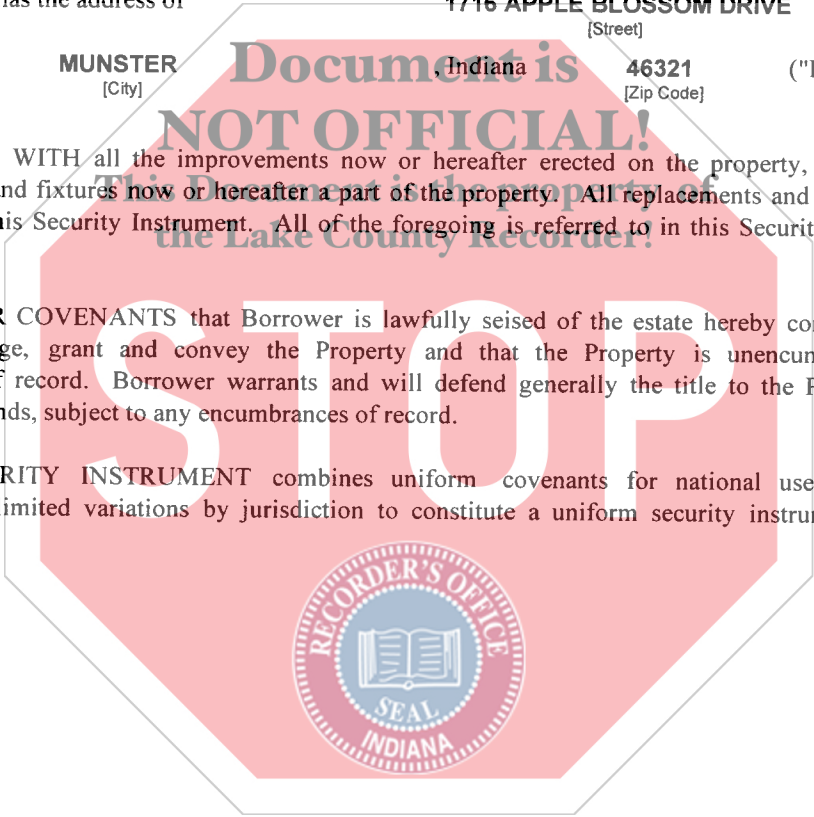 has the address of 1716 APPLE BLOSSOM DRIVE
[Street]
MUNSTER , Indiana 46321
[City] [Zip Code]
Document is
NOT OFFICIAL!
This Document is the property of
the Lake County Recorder!
WITH all the improvements now or hereafter erected on the property,
and fixtures now or hereafter a part of the property. All replacements and
this Security Instrument. All of the foregoing is referred to in this Securit
R COVENANTS that Borrower is lawfully seised of the estate hereby co
ge, grant and convey the Property and that the Property is unencun
f record. Borrower warrants and will defend generally the title to the P
nds, subject to any encumbrances of record.
RITY INSTRUMENT combines uniform covenants for national use
limited variations by jurisdiction to constitute a uniform security instru
STOP
RECORDER'S OFFICE
SEAL
INDIANA